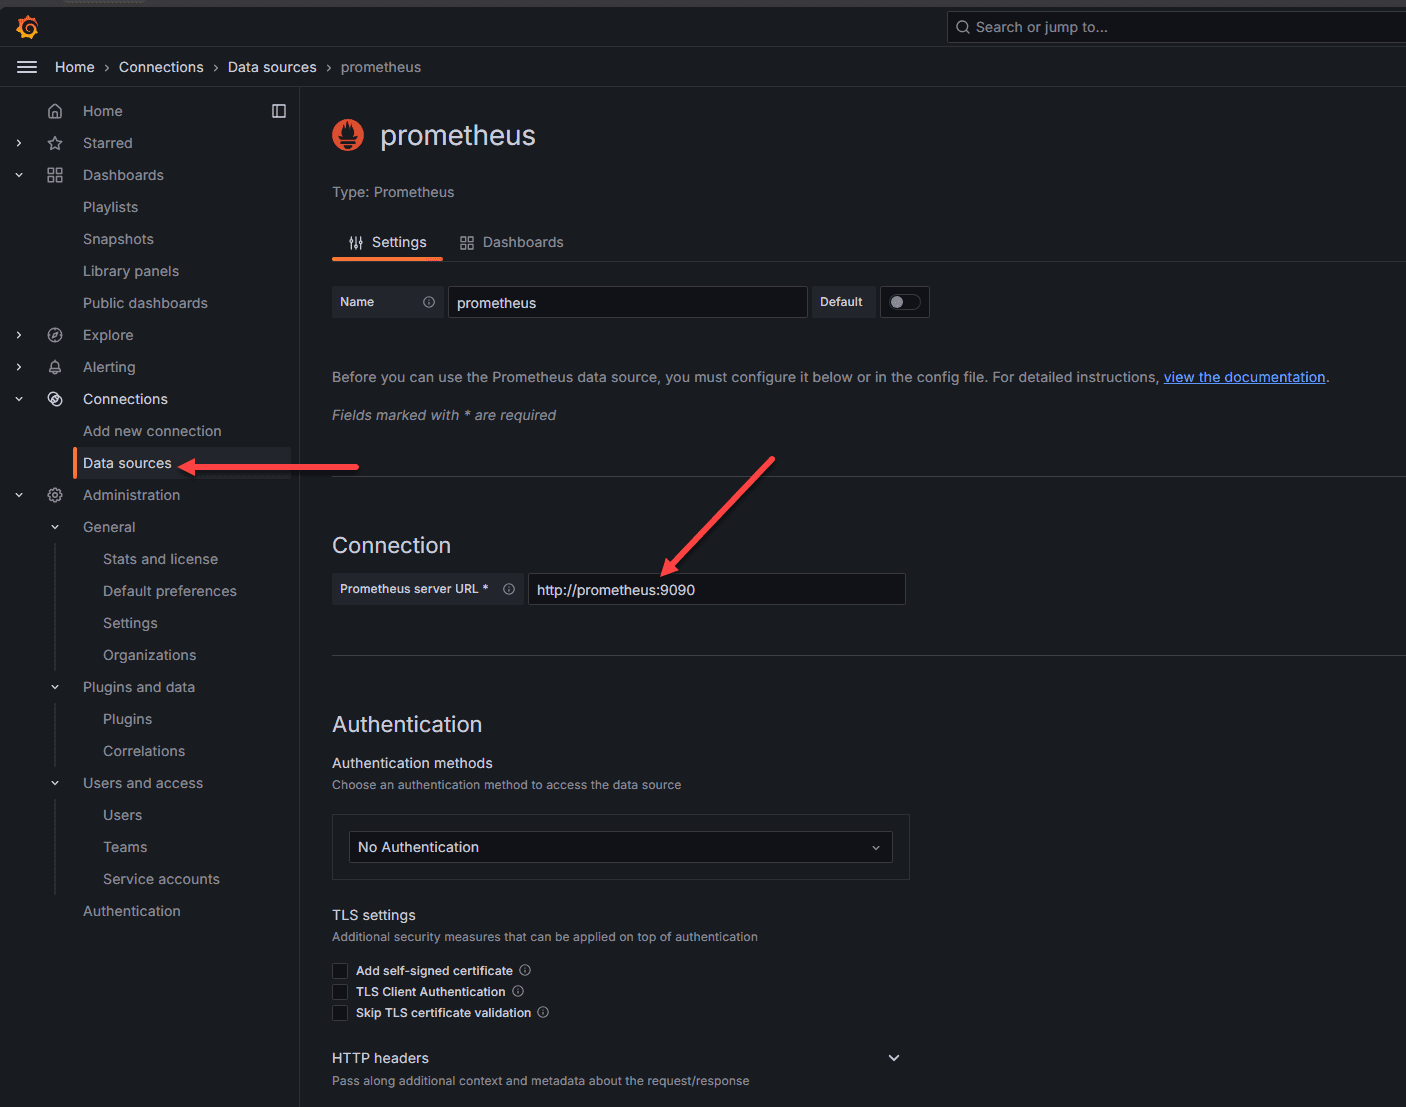 Search or jump to...
Home › Connections › Data sources › prometheus
Home
Starred
Dashboards
Playlists
Snapshots
Library panels
Public dashboards
Explore
Alerting
Connections
Add new connection
Data sources
Administration
General
Stats and license
Default preferences
Settings
Organizations
Plugins and data
Plugins
Correlations
Users and access
Users
Teams
Service accounts
Authentication
prometheus
Type: Prometheus
Settings Dashboards
Name prometheus Default
Before you can use the Prometheus data source, you must configure it below or in the config file. For detailed instructions, view the documentation.
Fields marked with * are required
Connection
Prometheus server URL * http://prometheus:9090
Authentication
Authentication methods
Choose an authentication method to access the data source
No Authentication
TLS settings
Additional security measures that can be applied on top of authentication
Add self-signed certificate
TLS Client Authentication
Skip TLS certificate validation
HTTP headers
Pass along additional context and metadata about the request/response